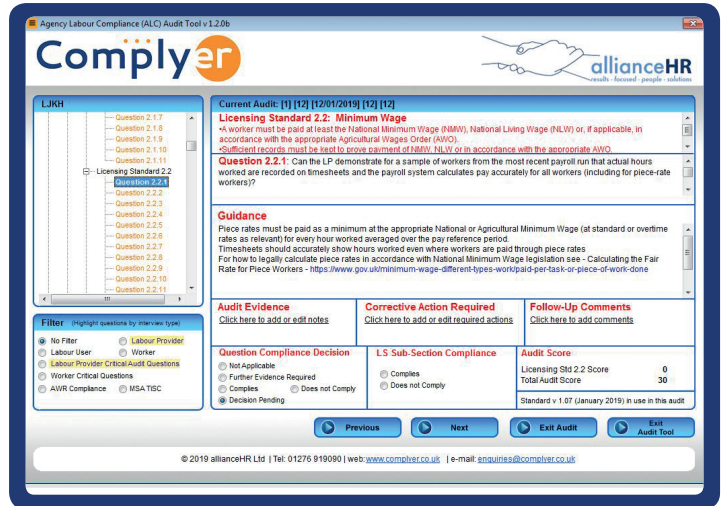 Agency Labour Compliance (ALC) Audit Tool v 1.2.0b
Complyer
allianceHR
results - focused - people - solutions
LJKH
Question 2.1.7
Question 2.1.8
Question 2.1.9
Question 2.1.10
Question 2.1.11
Licensing Standard 2.2
Question 2.2.1
Question 2.2.2
Question 2.2.3
Question 2.2.4
Question 2.2.5
Question 2.2.6
Question 2.2.7
Question 2.2.8
Question 2.2.9
Question 2.2.10
Question 2.2.11
Filter (Highlight questions by interview type)
No Filter Labour Provider
Labour User Worker
Labour Provider Critical Audit Questions
Worker Critical Questions
AWR Compliance MSA TISC
Current Audit: [1] [12] [12/01/2019] [12] [12]
Licensing Standard 2.2: Minimum Wage
•A worker must be paid at least the National Minimum Wage (NMW), National Living Wage (NLW) or, if applicable, in
accordance with the appropriate Agricultural Wages Order (AWO).
•Sufficient records must be kept to prove payment of NMW, NLW or in accordance with the appropriate AWO.
Question 2.2.1: Can the LP demonstrate for a sample of workers from the most recent payroll run that actual hours
worked are recorded on timesheets and the payroll system calculates pay accurately for all workers (including for piece-rate
workers)?
Guidance
Piece rates must be paid as a minimum at the appropriate National or Agricultural Minimum Wage (at standard or overtime
rates as relevant) for every hour worked averaged over the pay reference period.
Timesheets should accurately show hours worked even where workers are paid through piece rates
For how to legally calculate piece rates in accordance with National Minimum Wage legislation see - Calculating the Fair
Rate for Piece Workers - https://www.gov.uk/minimum-wage-different-types-work/paid-per-task-or-piece-of-work-done
Audit Evidence
Click here to add or edit notes
Corrective Action Required
Click here to add or edit required actions
Follow-Up Comments
Click here to add comments
Question Compliance Decision
Not Applicable
Further Evidence Required
Complies Does not Comply
Decision Pending
LS Sub-Section Compliance
Complies
Does not Comply
Audit Score
Licensing Std 2.2 Score 0
Total Audit Score 30
Standard v 1.07 (January 2019) in use in this audit
Previous
Next
Exit Audit
Exit
Audit Tool
© 2019 allianceHR Ltd | Tel: 01276 919090 | web: www.complyer.co.uk | e-mail: enquiries@complyer.co.uk